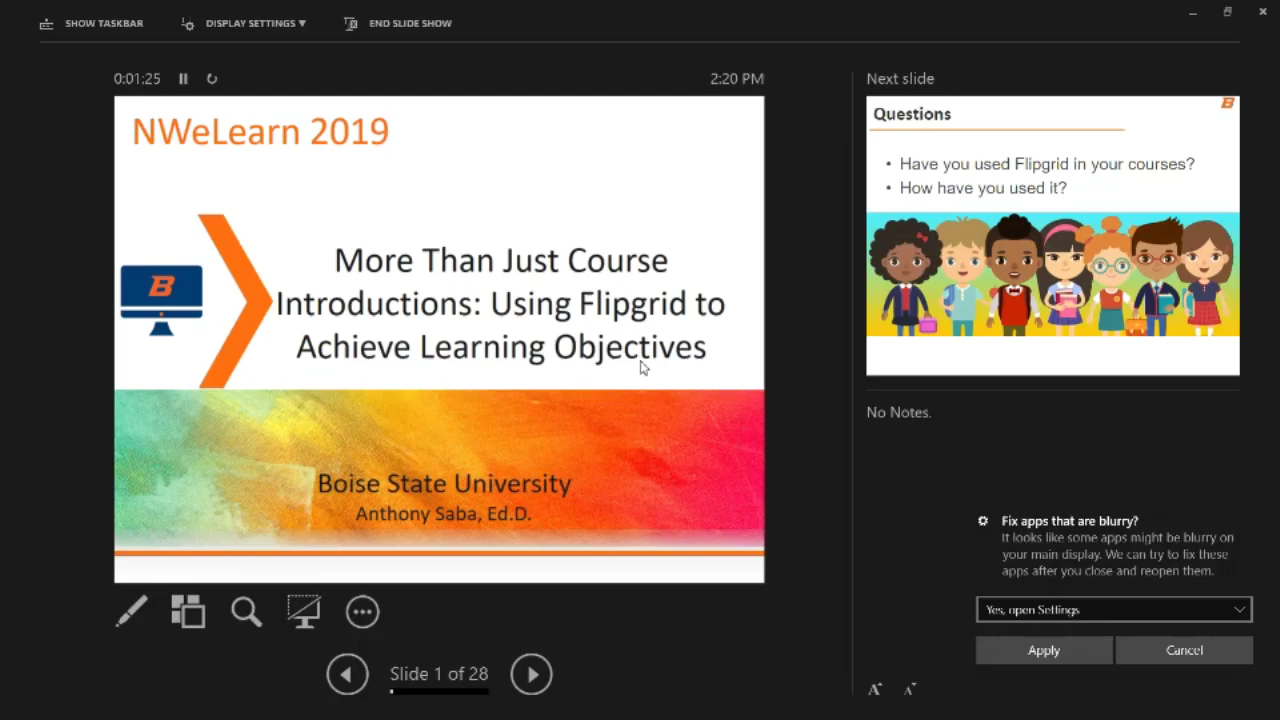 SHOW TASKBAR
DISPLAY SETTINGS ▼
END SLIDE SHOW
0:01:25
2:20 PM
NWeLearn 2019
B
More Than Just Course
Introductions: Using Flipgrid to
Achieve Learning Objectives
Boise State University
Anthony Saba, Ed.D.
Slide 1 of 28
Next slide
Questions
B
• Have you used Flipgrid in your courses?
• How have you used it?
No Notes.
Fix apps that are blurry?
It looks like some apps might be blurry on
your main display. We can try to fix these
apps after you close and reopen them.
Yes, open Settings
Apply
Cancel
A A